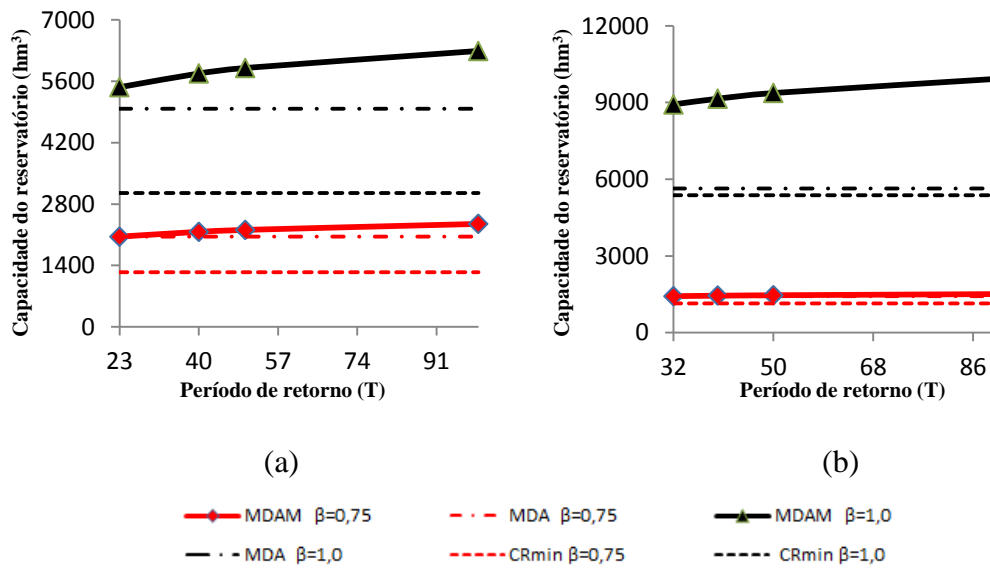 7000
5600
4200
2800
1400
0
Capacidade do reservatório (hm³)
23 40 57 74 91
Período de retorno (T)
(a)
12000
9000
6000
3000
0
Capacidade do reservatório (hm³)
32 50 68 86
Período de retorno (T)
(b)
MDAM β=0,75 MDA β=0,75 MDAM β=1,0
MDA β=1,0 CRmin β=0,75 CRmin β=1,0